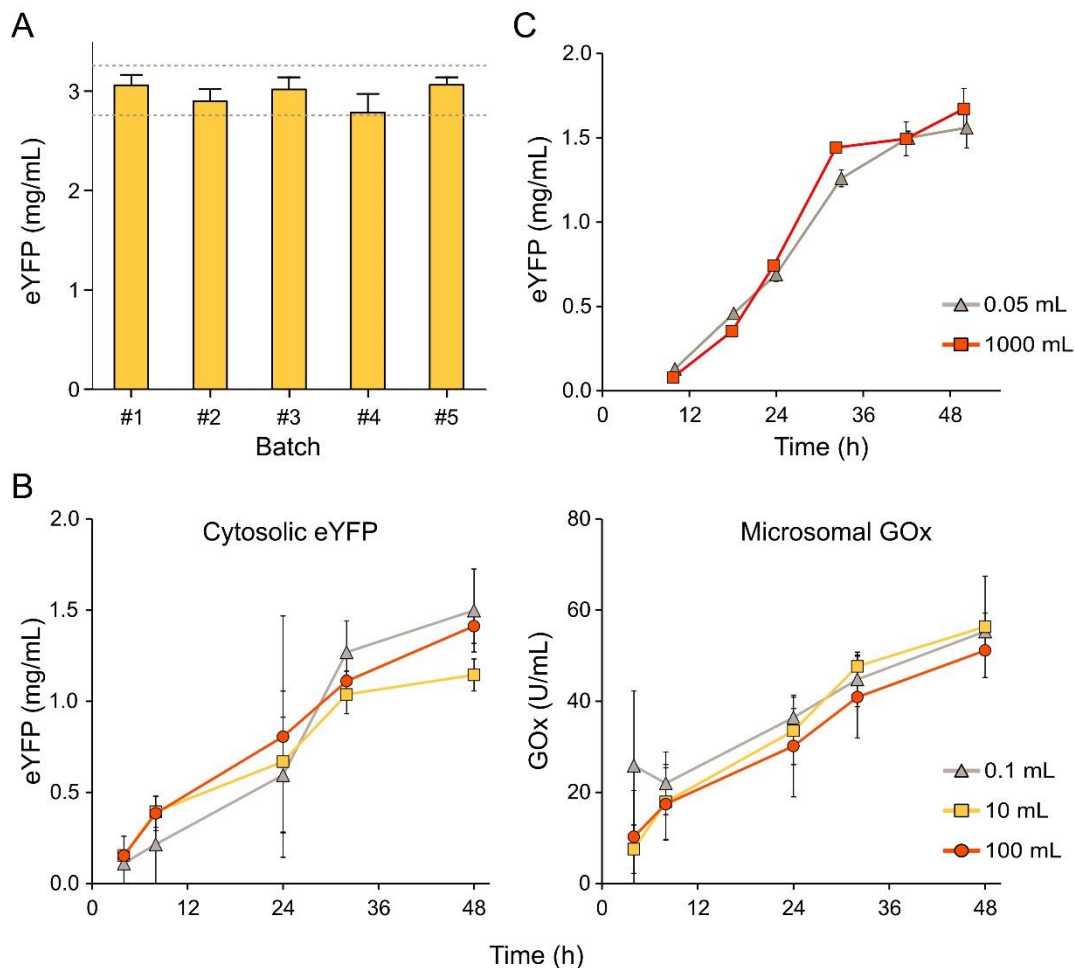 A
eYFP (mg/mL)
3
2
1
0
#1 #2 #3 #4 #5
Batch
C
eYFP (mg/mL)
2.0
1.5
1.0
0.5
0.0
0 12 24 36 48
Time (h)
0.05 mL
1000 mL
B
Cytosolic eYFP
eYFP (mg/mL)
2.0
1.5
1.0
0.5
0.0
0 12 24 36 48
Microsomal GOx
GOx (U/mL)
80
60
40
20
0
0 12 24 36 48
0.1 mL
10 mL
100 mL
Time (h)